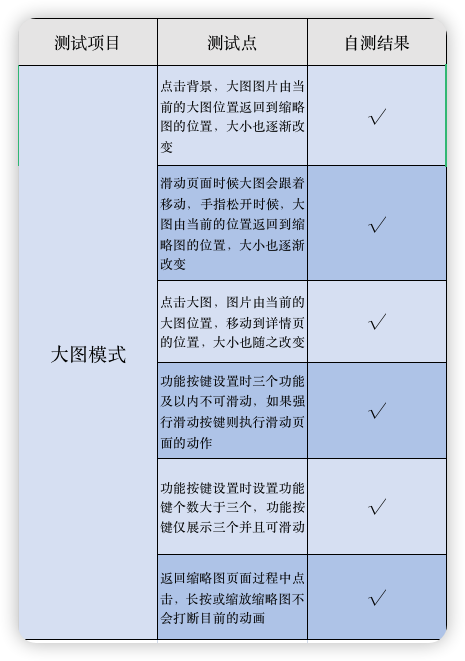 测试项目 测试点 自测结果
大图模式
点击背景，大图图片由当
前的大图位置返回到缩略
图的位置，大小也逐渐改
变
√
滑动页面时候大图会跟着
移动，手指松开时候，大
图由当前的位置返回到缩
略图的位置，大小也逐渐
改变
√
点击大图，图片由当前的
大图位置，移动到详情页
的位置，大小也随之改变
√
功能按键设置时三个功能
及以内不可滑动，如果强
行滑动按键则执行滑动页
面的动作
√
功能按键设置时设置功能
键个数大于三个，功能按
键仅展示三个并且可滑动
√
返回缩略图页面过程中点
击，长按或缩放缩略图不
会打断目前的动画
√